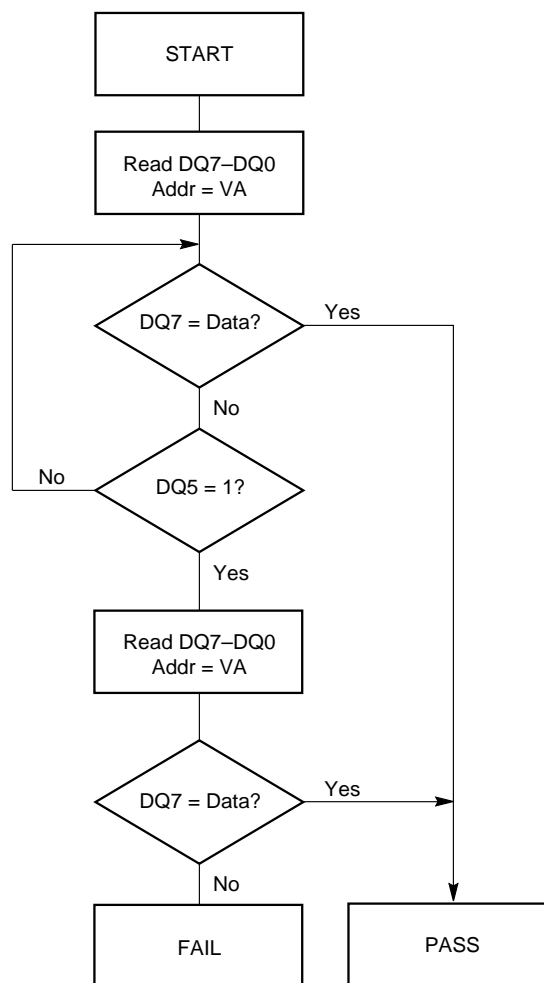 START
Read DQ7–DQ0
Addr = VA
DQ7 = Data?
Yes
No
No
DQ5 = 1?
Yes
Read DQ7–DQ0
Addr = VA
DQ7 = Data?
Yes
No
FAIL
PASS